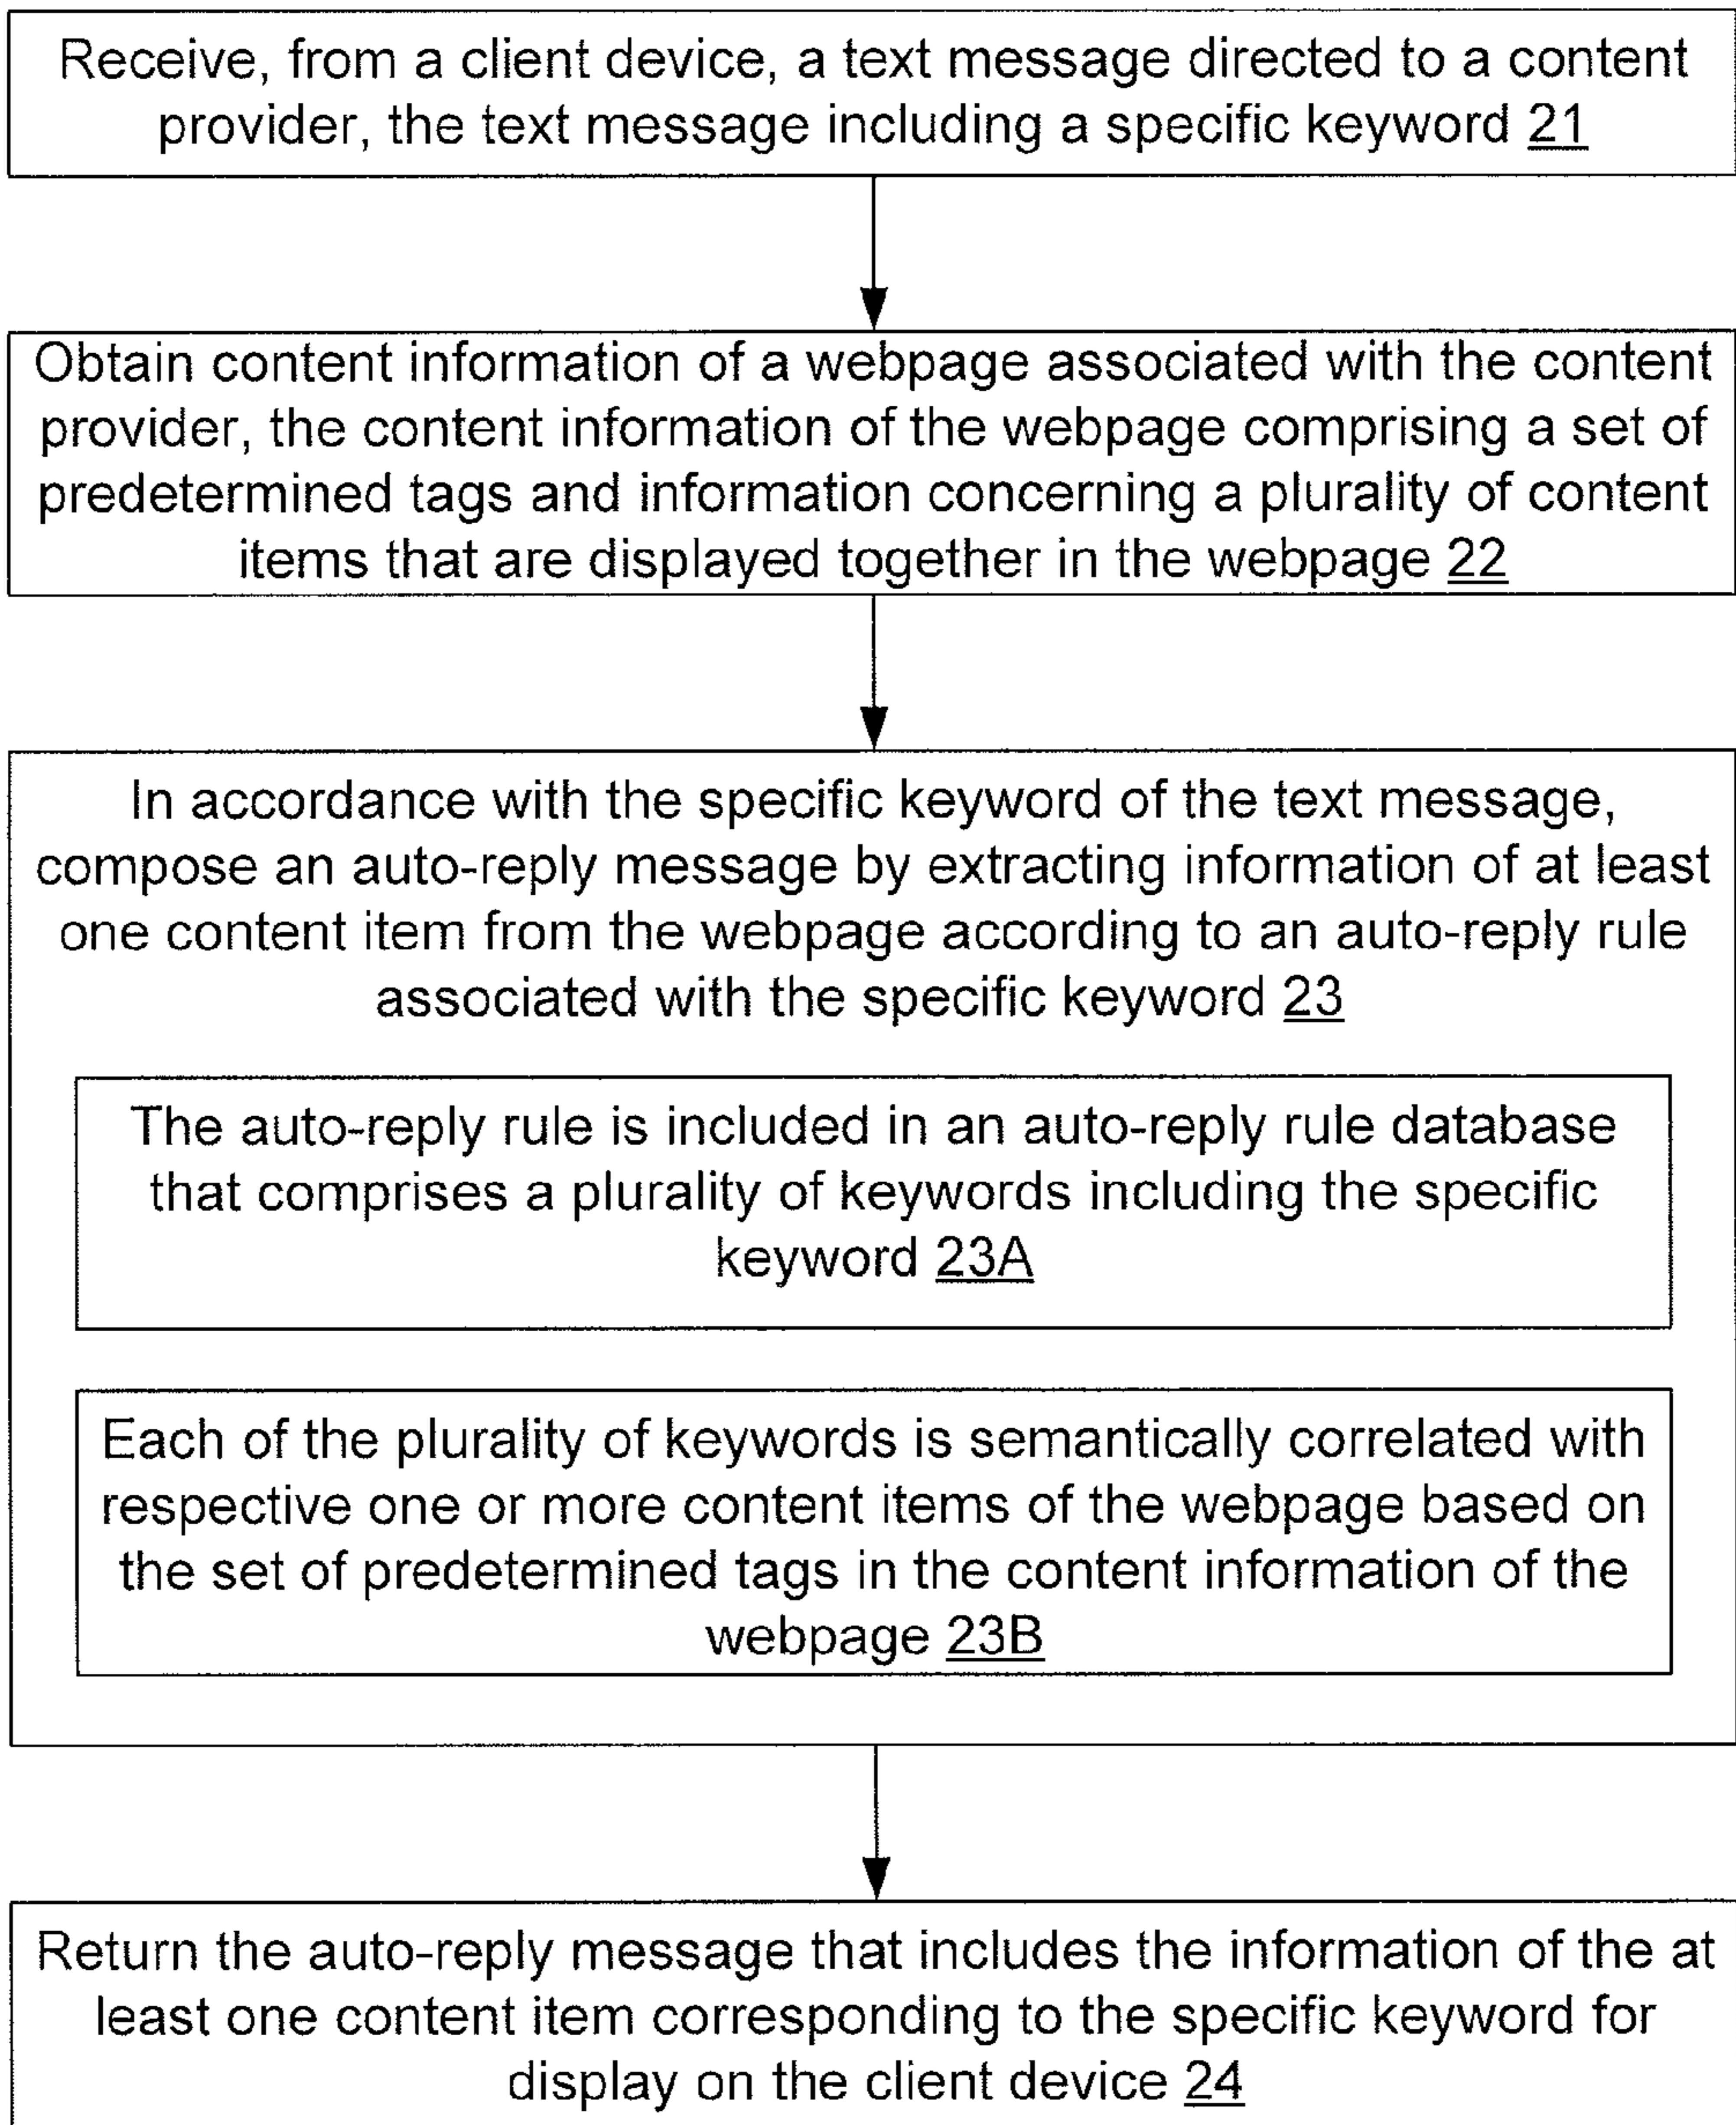 Receive, from a client device, a text message directed to a content
provider, the text message including a specific keyword 21
Obtain content information of a webpage associated with the content
provider, the content information of the webpage comprising a set of
predetermined tags and information concerning a plurality of content
items that are displayed together in the webpage 22
In accordance with the specific keyword of the text message,
compose an auto-reply message by extracting information of at least
one content item from the webpage according to an auto-reply rule
associated with the specific keyword 23
The auto-reply rule is included in an auto-reply rule database
that comprises a plurality of keywords including the specific
keyword 23A
Each of the plurality of keywords is semantically correlated with
respective one or more content items of the webpage based on
the set of predetermined tags in the content information of the
webpage 23B
Return the auto-reply message that includes the information of the at
least one content item corresponding to the specific keyword for
display on the client device 24